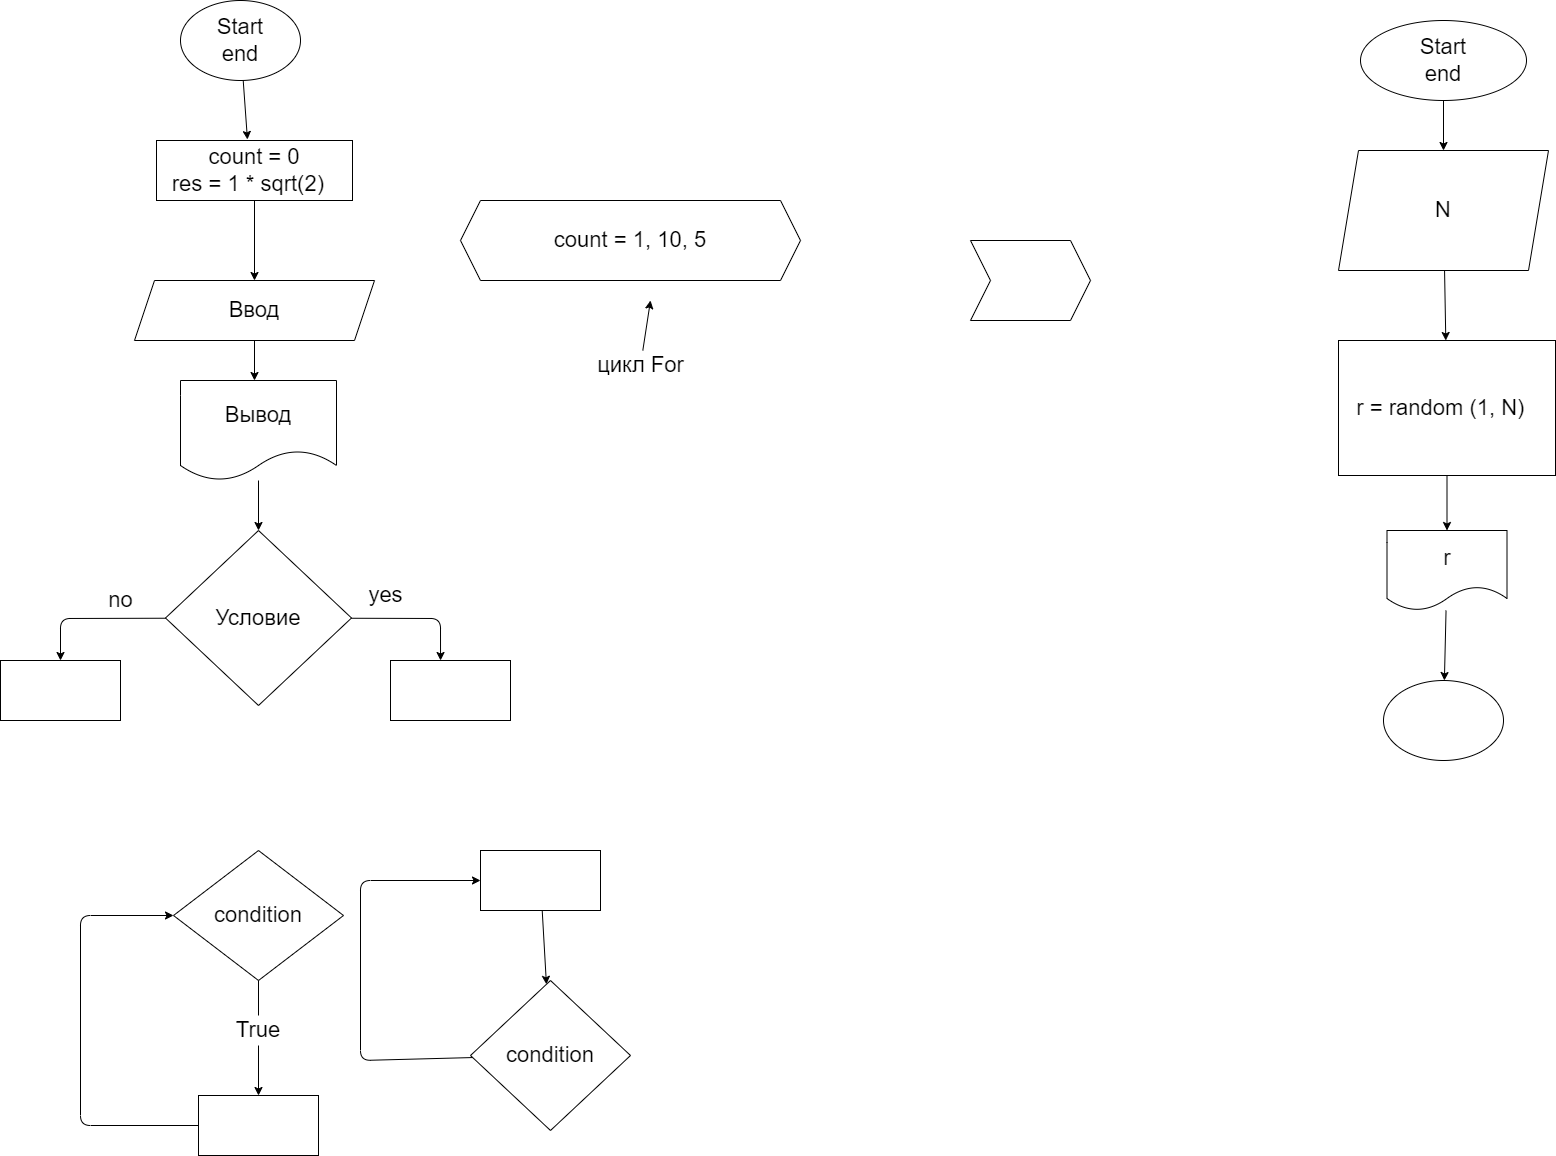 Start
end
count = 0
res = 1 * sqrt(2)
Ввод
Вывод
Условие
no
yes
count = 1, 10, 5
цикл For
Start
end
N
r = random (1, N)
r
condition
True
condition